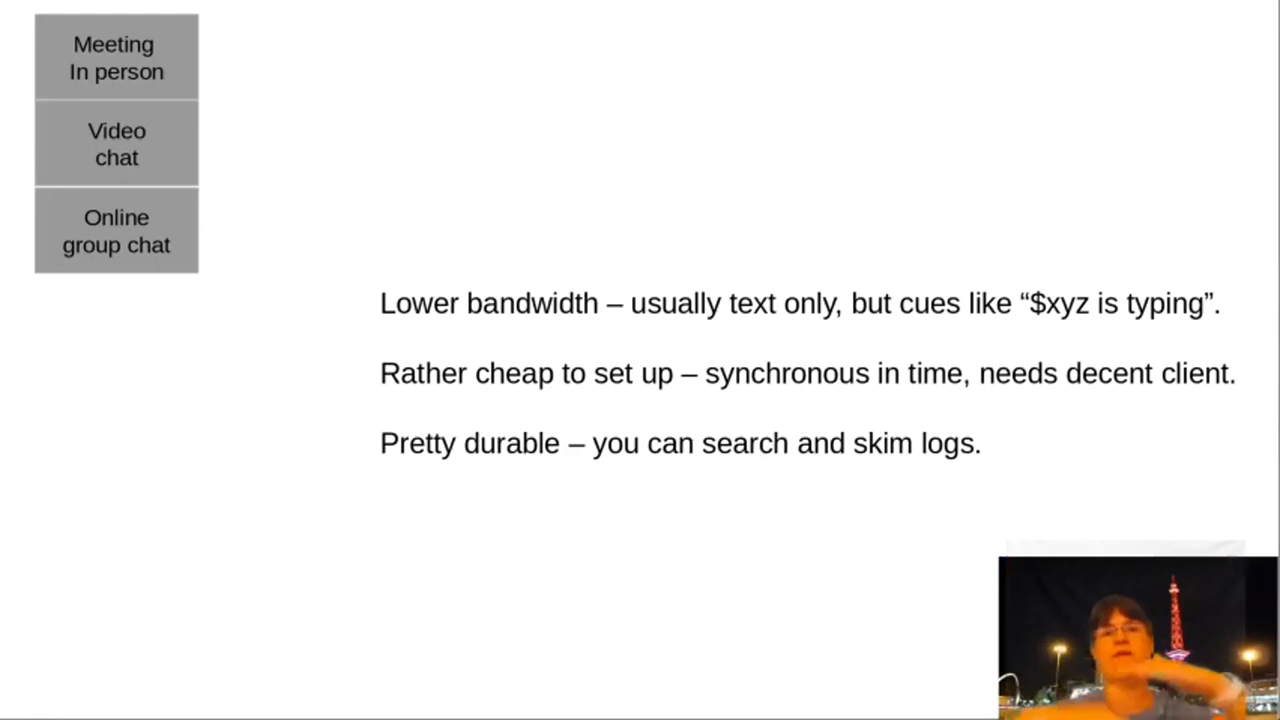 Meeting
In person
Video
chat
Online
group chat
Lower bandwidth – usually text only, but cues like “$xyz is typing”.
Rather cheap to set up – synchronous in time, needs decent client.
Pretty durable – you can search and skim logs.